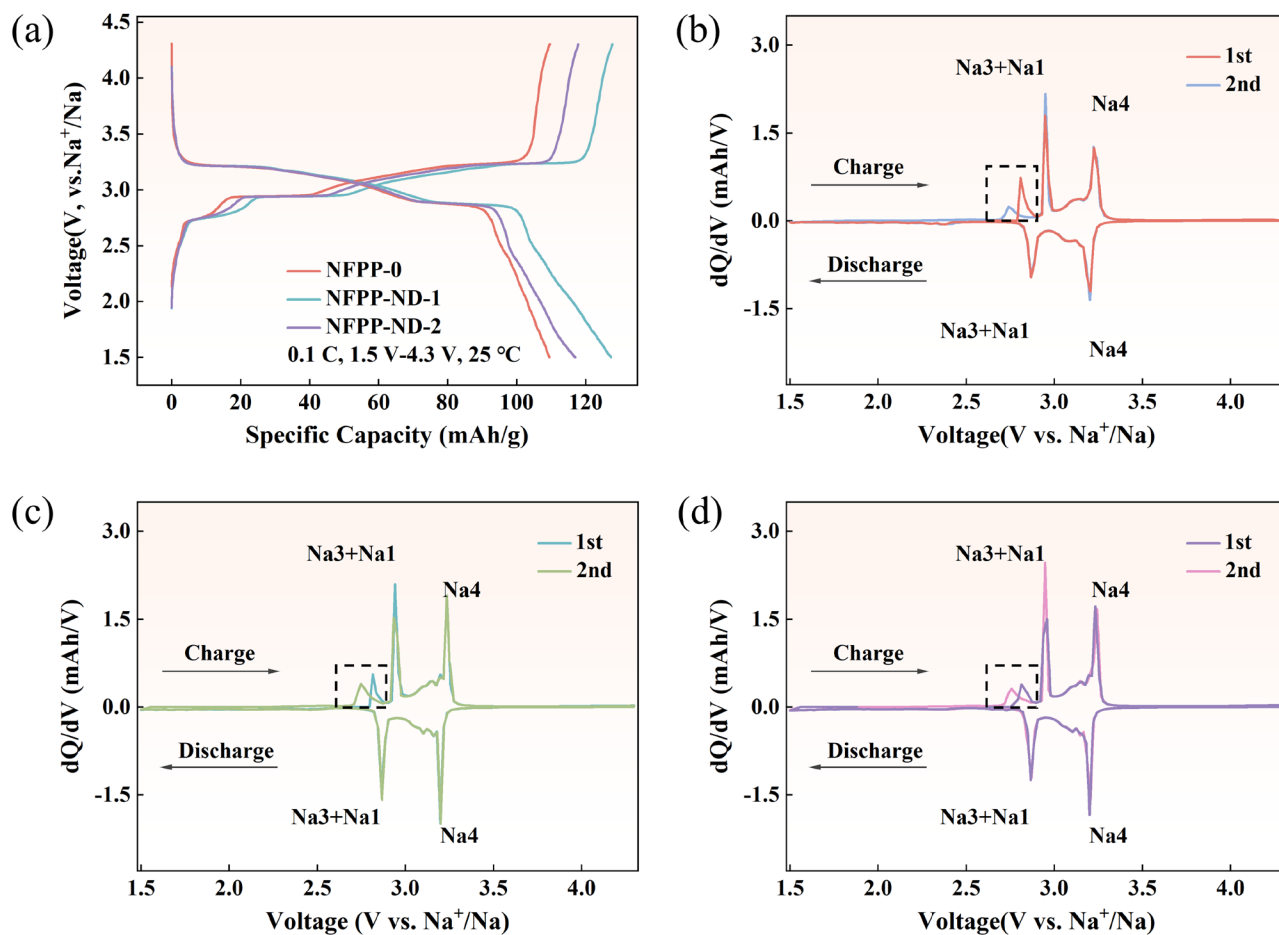 (a)
4.5
4.0
3.5
3.0
2.5
2.0
1.5
Voltage(V, vs.Na⁺/Na)
NFPP-0
NFPP-ND-1
NFPP-ND-2
0.1 C, 1.5 V-4.3 V, 25 °C
0 20 40 60 80 100 120
Specific Capacity (mAh/g)
(b)
3.0
1.5
0.0
-1.5
dQ/dV (mAh/V)
1st
2nd
Na3+Na1
Na4
Charge
Discharge
Na3+Na1
Na4
1.5 2.0 2.5 3.0 3.5 4.0
Voltage(V vs. Na⁺/Na)
(c)
3.0
1.5
0.0
-1.5
dQ/dV (mAh/V)
1st
2nd
Na3+Na1
Na4
Charge
Discharge
Na3+Na1
Na4
1.5 2.0 2.5 3.0 3.5 4.0
Voltage (V vs. Na⁺/Na)
(d)
3.0
1.5
0.0
-1.5
dQ/dV (mAh/V)
1st
2nd
Na3+Na1
Na4
Charge
Discharge
Na3+Na1
Na4
1.5 2.0 2.5 3.0 3.5 4.0
Voltage(V vs. Na⁺/Na)